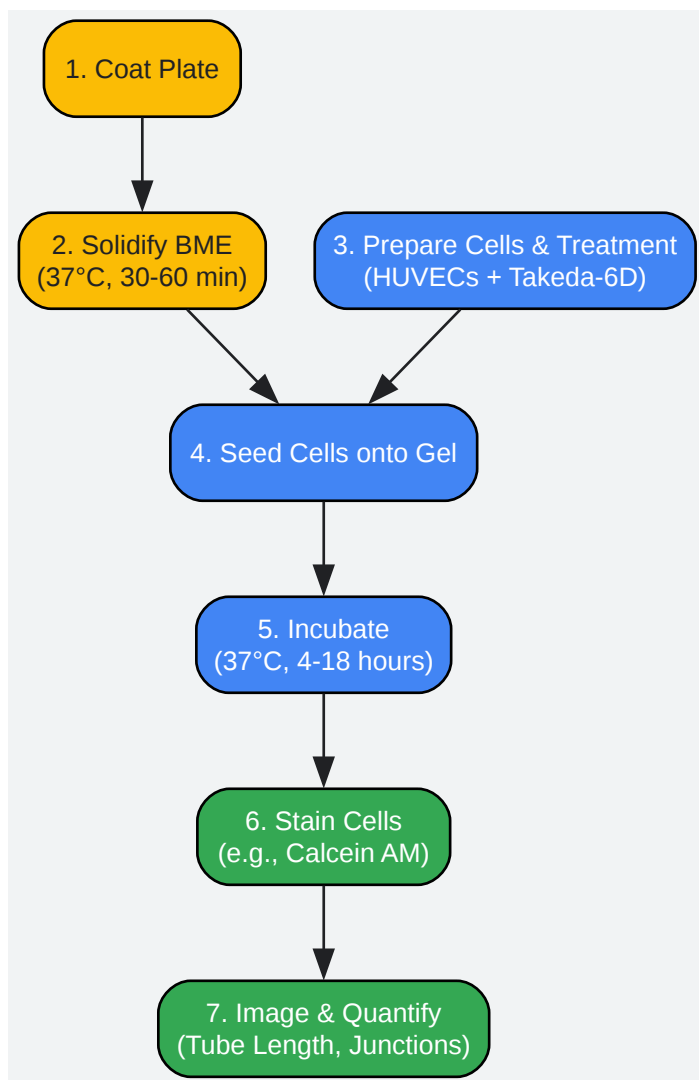 1. Coat Plate
2. Solidify BME
(37°C, 30-60 min)
3. Prepare Cells & Treatment
(HUVECs + Takeda-6D)
4. Seed Cells onto Gel
5. Incubate
(37°C, 4-18 hours)
6. Stain Cells
(e.g., Calcein AM)
7. Image & Quantify
(Tube Length, Junctions)